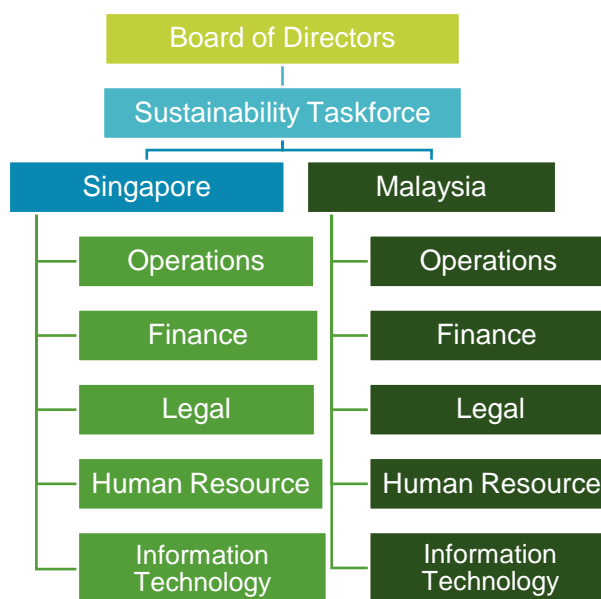 Board of Directors
Sustainability Taskforce
Singapore
Malaysia
Operations
Finance
Legal
Human Resource
Information
Technology
Operations
Finance
Legal
Human Resource
Information
Technology